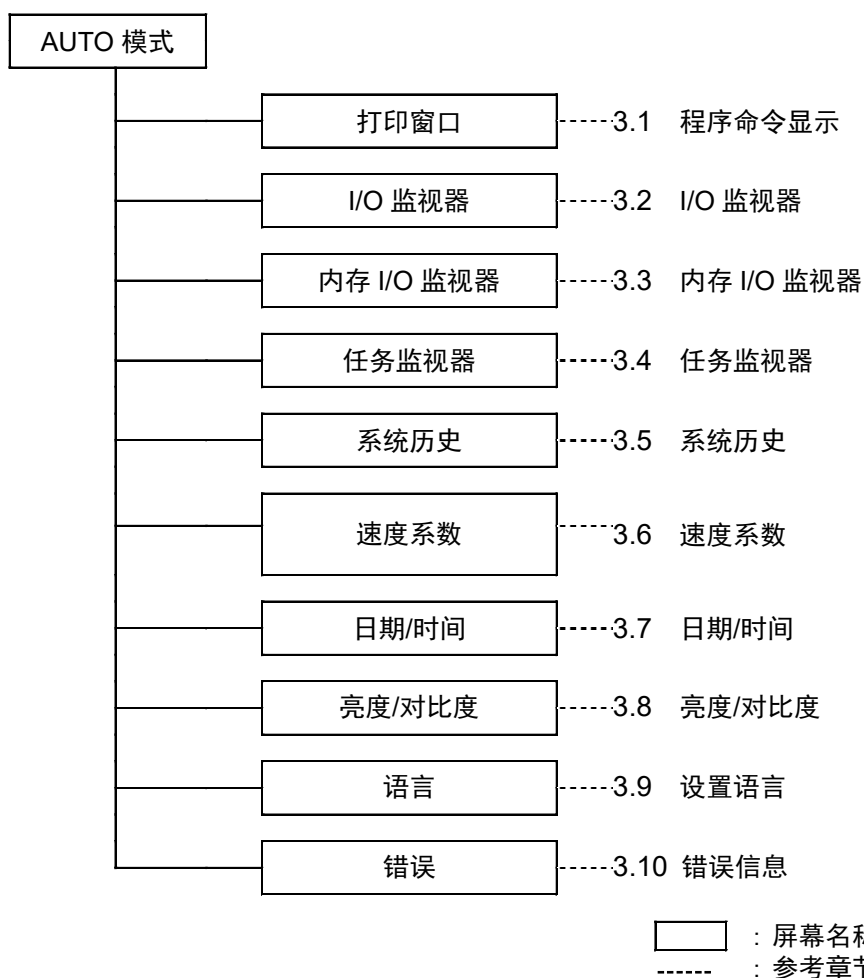 AUTO 模式
打印窗口 3.1 程序命令显示
I/O 监视器 3.2 I/O 监视器
内存 I/O 监视器 3.3 内存 I/O 监视器
任务监视器 3.4 任务监视器
系统历史 3.5 系统历史
速度系数 3.6 速度系数
日期/时间 3.7 日期/时间
亮度/对比度 3.8 亮度/对比度
语言 3.9 设置语言
错误 3.10 错误信息
: 屏幕名称
: 参考章节